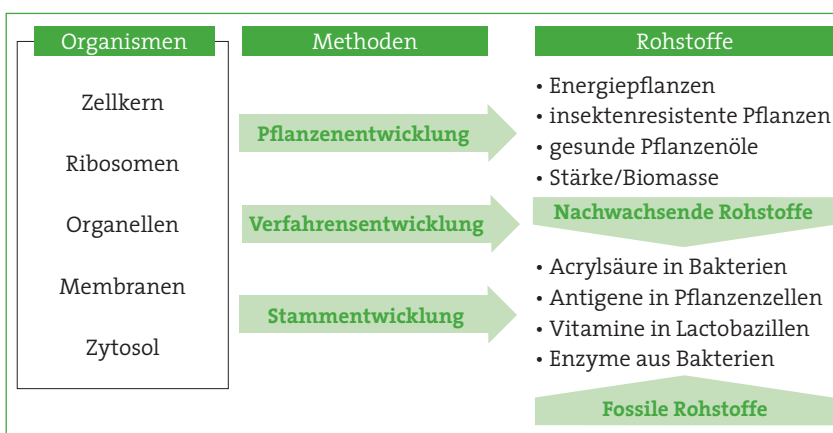 Organismen
Zellkern
Ribosomen
Organellen
Membranen
Zytosol
Methoden
Pflanzenentwicklung
Verfahrensentwicklung
Stammentwicklung
Rohstoffe
• Energiepflanzen
• insektenresistente Pflanzen
• gesunde Pflanzenöle
• Stärke/Biomasse
Nachwachsende Rohstoffe
• Acrylsäure in Bakterien
• Antigene in Pflanzenzellen
• Vitamine in Lactobazillen
• Enzyme aus Bakterien
Fossile Rohstoffe